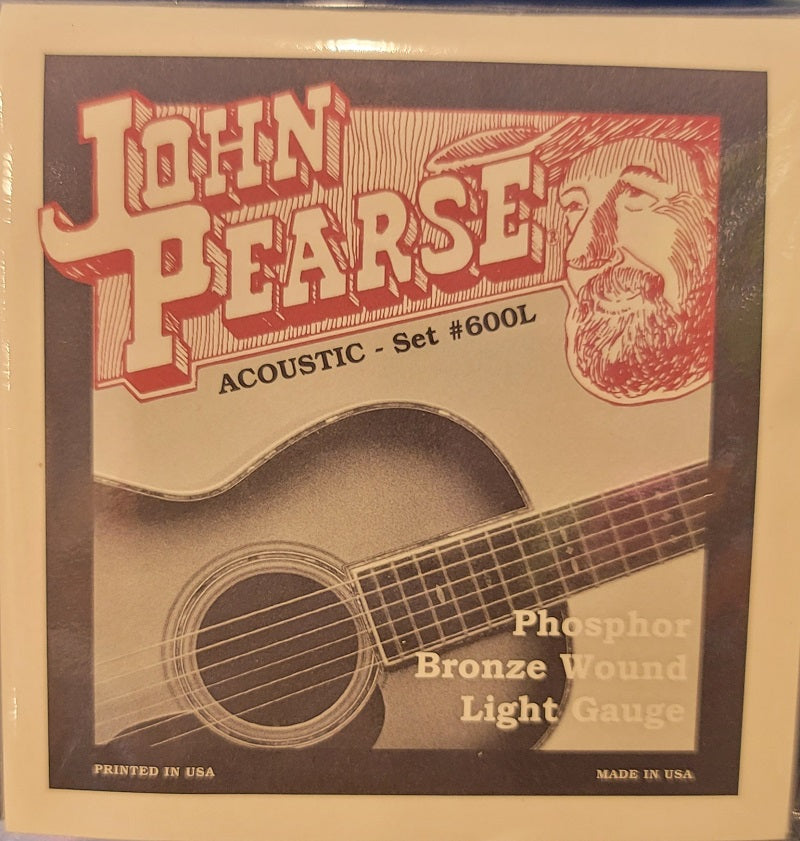 JOHN
PEARSE®
ACOUSTIC - Set #600L
Phosphor
Bronze Wound
Light Gauge
PRINTED IN USA
MADE IN USA